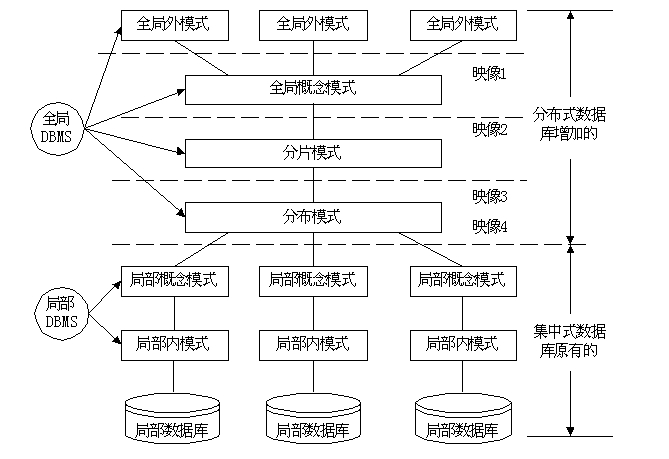 全局外模式
全局外模式
全局外模式
映像1
全局概念模式
全局
DBMS
分布式数据
库增加的
映像2
分片模式
映像3
分布模式
映像4
局部概念模式
局部概念模式
局部概念模式
局部
DBMS
集中式数据
库原有的
局部内模式
局部内模式
局部内模式
局部数据库
局部数据库
局部数据库